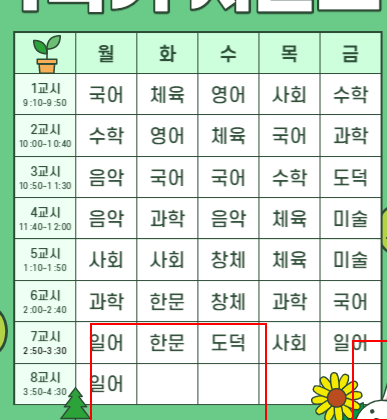 월 화 수 목 금
1교시 국어 체육 영어 사회 수학
9:10-9:50
2교시 수학 영어 체육 국어 과학
10:00-10:40
3교시 음악 국어 국어 수학 도덕
10:50-11:30
4교시 음악 과학 음악 체육 미술
11:40-12:00
5교시 사회 사회 창체 체육 미술
1:10-1:50
6교시 과학 한문 창체 과학 국어
2:00-2:40
7교시 일어 한문 도덕 사회 일어
2:50-3:30
8교시 일어
3:50-4:30